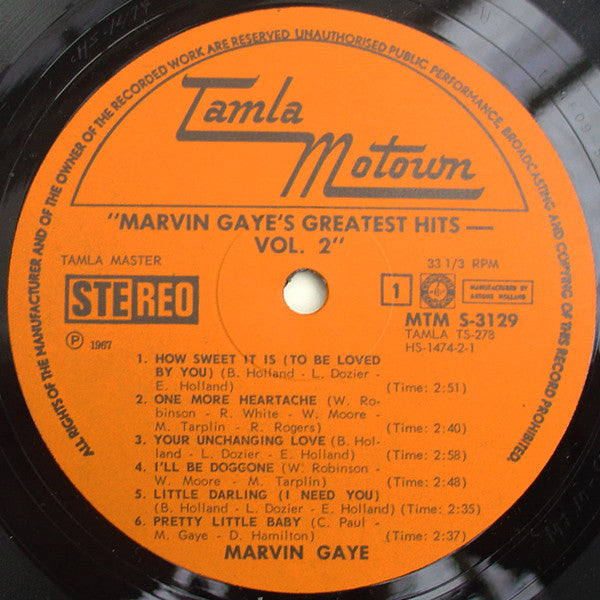 ALL RIGHTS OF THE MANUFACTURER AND OF THE OWNER OF THE RECORDED WORK ARE RESERVED UNAUTHORISED PUBLIC PERFORMANCE, BROADCASTING AND COPYING OF THIS RECORD PROHIBITED.
Tamla
Motown
"MARVIN GAYE'S GREATEST HITS —
VOL. 2"
TAMLA MASTER
33 1/3 RPM
STEREO
1
MANUFACTURED BY
ARTONE HOLLAND
MTM S-3129
TAMLA TS-278
HS-1474-2-1
P 1967
1. HOW SWEET IT IS (TO BE LOVED
BY YOU) (B. Holland - L. Dozier -
E. Holland) (Time: 2:51)
2. ONE MORE HEARTACHE (W. Ro-
binson - R. White - W. Moore -
M. Tarplin - R. Rogers) (Time: 2:40)
3. YOUR UNCHANGING LOVE (B. Hol-
land - L. Dozier - E. Holland) (Time: 2:58)
4. I'LL BE DOGGONE (W. Robinson -
W. Moore - M. Tarplin) (Time: 2:48)
5. LITTLE DARLING (I NEED YOU)
(B. Holland - L. Dozier - E. Holland) (Time: 2:35)
6. PRETTY LITTLE BABY (C. Paul -
M. Gaye - D. Hamilton) (Time: 2:37)
MARVIN GAYE